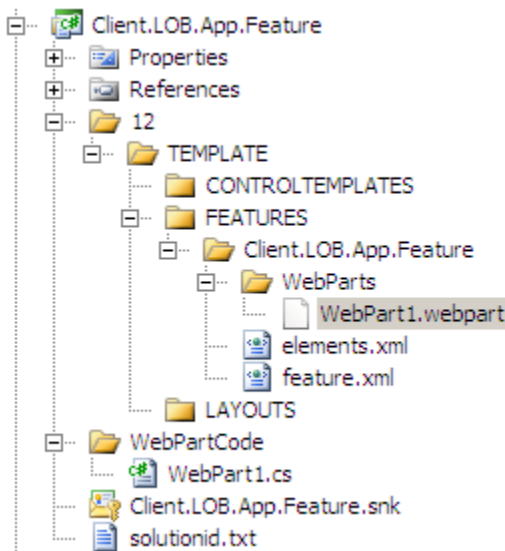 Client.LOB.App.Feature
Properties
References
12
TEMPLATE
CONTROLTEMPLATES
FEATURES
Client.LOB.App.Feature
WebParts
WebPart1.webpart
elements.xml
feature.xml
LAYOUTS
WebPartCode
WebPart1.cs
Client.LOB.App.Feature.snk
solutionid.txt